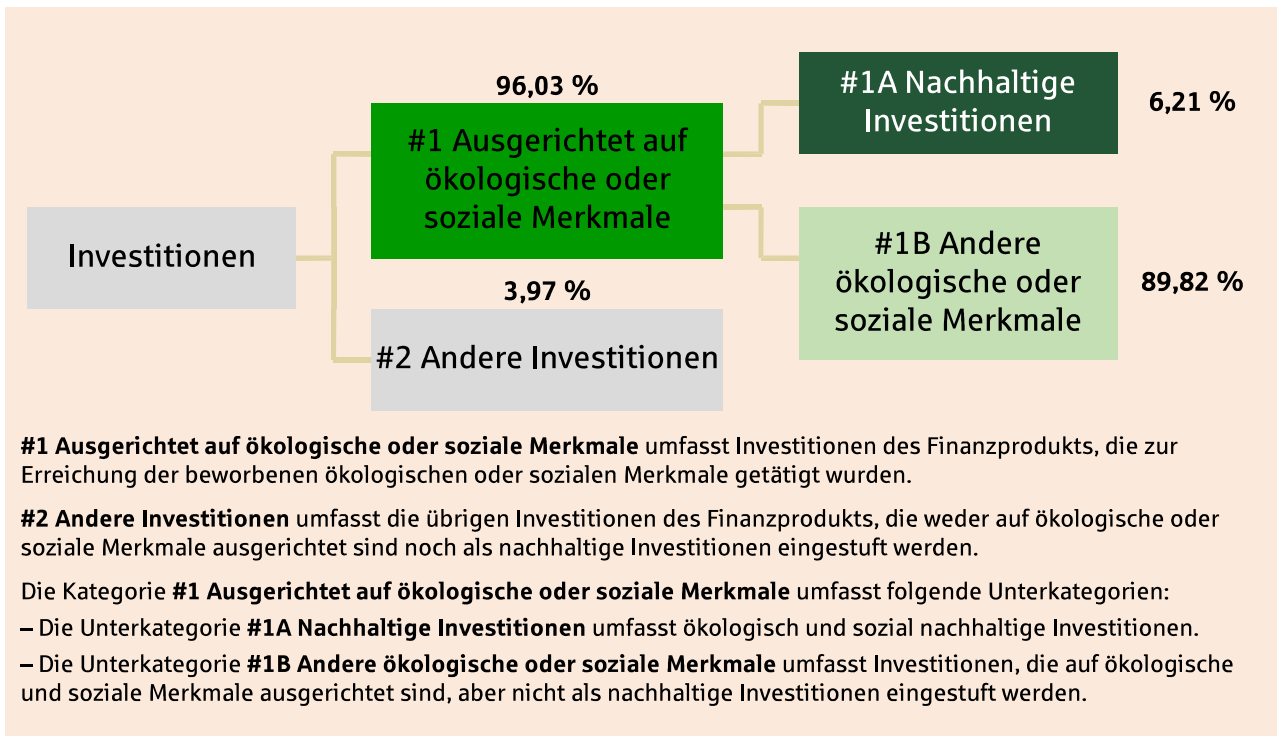 Investitionen
96,03 %
#1 Ausgerichtet auf
ökologische oder
soziale Merkmale
3,97 %
#2 Andere Investitionen
#1A Nachhaltige
Investitionen
6,21 %
#1B Andere
ökologische oder
soziale Merkmale
89,82 %
#1 Ausgerichtet auf ökologische oder soziale Merkmale umfasst Investitionen des Finanzprodukts, die zur
Erreichung der beworbenen ökologischen oder sozialen Merkmale getätigt wurden.
#2 Andere Investitionen umfasst die übrigen Investitionen des Finanzprodukts, die weder auf ökologische oder
soziale Merkmale ausgerichtet sind noch als nachhaltige Investitionen eingestuft werden.
Die Kategorie #1 Ausgerichtet auf ökologische oder soziale Merkmale umfasst folgende Unterkategorien:
– Die Unterkategorie #1A Nachhaltige Investitionen umfasst ökologisch und sozial nachhaltige Investitionen.
– Die Unterkategorie #1B Andere ökologische oder soziale Merkmale umfasst Investitionen, die auf ökologische
und soziale Merkmale ausgerichtet sind, aber nicht als nachhaltige Investitionen eingestuft werden.